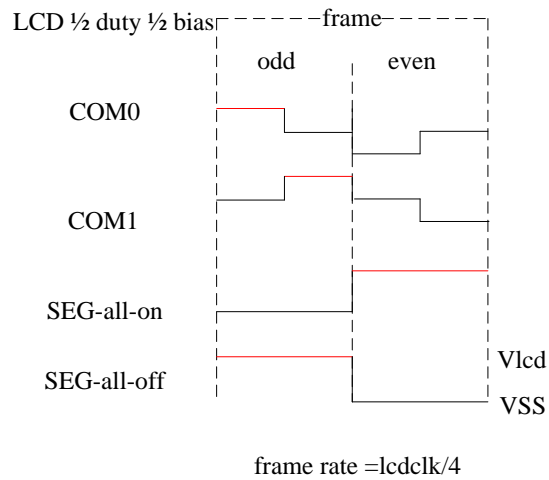 LCD ½ duty ½ bias
frame
odd
even
COM0
COM1
SEG-all-on
SEG-all-off
Vlcd
VSS
frame rate =lcdclk/4